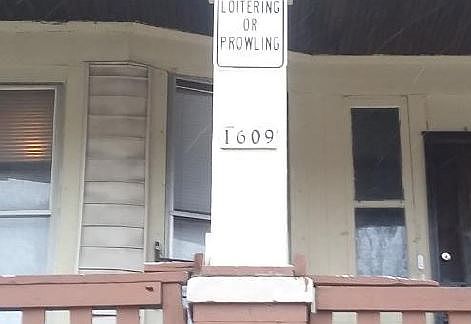 LOITERING
OR
PROWLING
1609